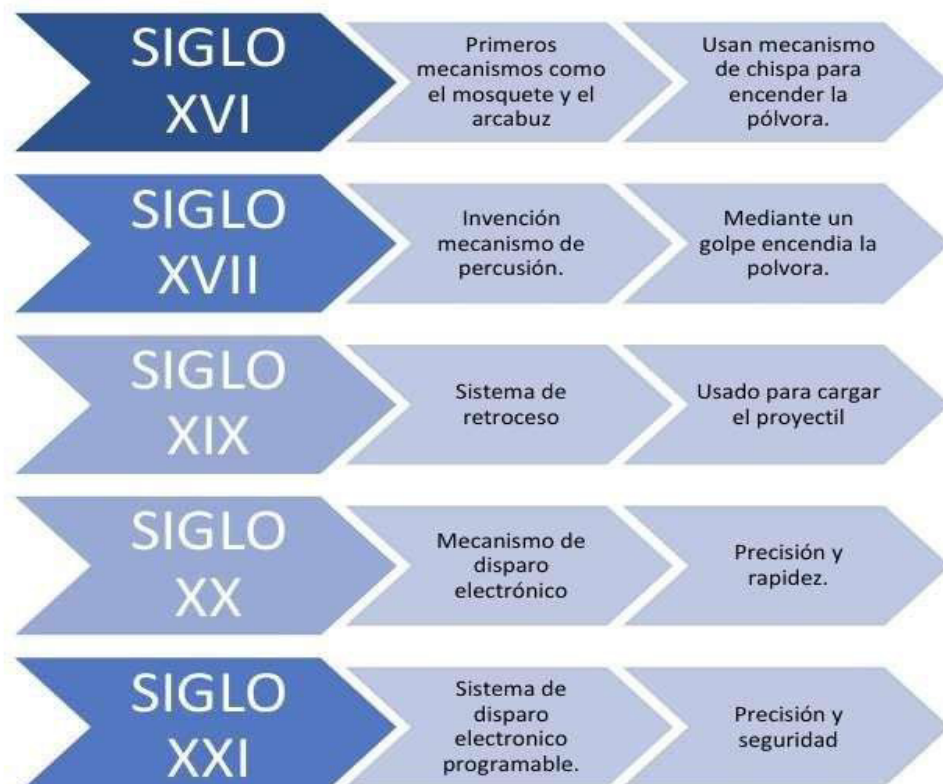 SIGLO
XVI
Primeros
mecanismos como
el mosquete y el
arcabuz
Usan mecanismo
de chispa para
encender la
pólvora.
SIGLO
XVII
Invención
mecanismo de
percusión.
Mediante un
golpe encendia la
polvora.
SIGLO
XIX
Sistema de
retroceso
Usado para cargar
el proyectil
SIGLO
XX
Mecanismo de
disparo
electrónico
Precisión y
rapidez.
SIGLO
XXI
Sistema de
disparo
electronico
programable.
Precisión y
seguridad